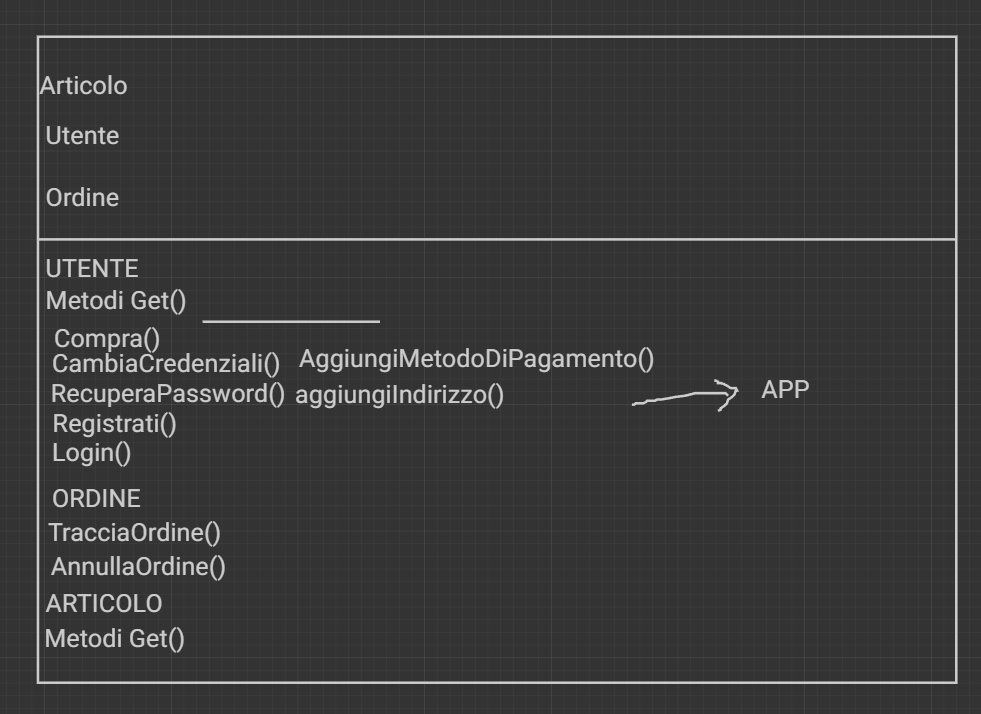 Articolo
Utente
Ordine
UTENTE
Metodi Get()
Compra()
CambiaCredenziali() AggiungiMetodoDiPagamento()
RecuperaPassword() aggiungiIndirizzo() APP
Registrati()
Login()
ORDINE
TracciaOrdine()
AnnullaOrdine()
ARTICOLO
Metodi Get()